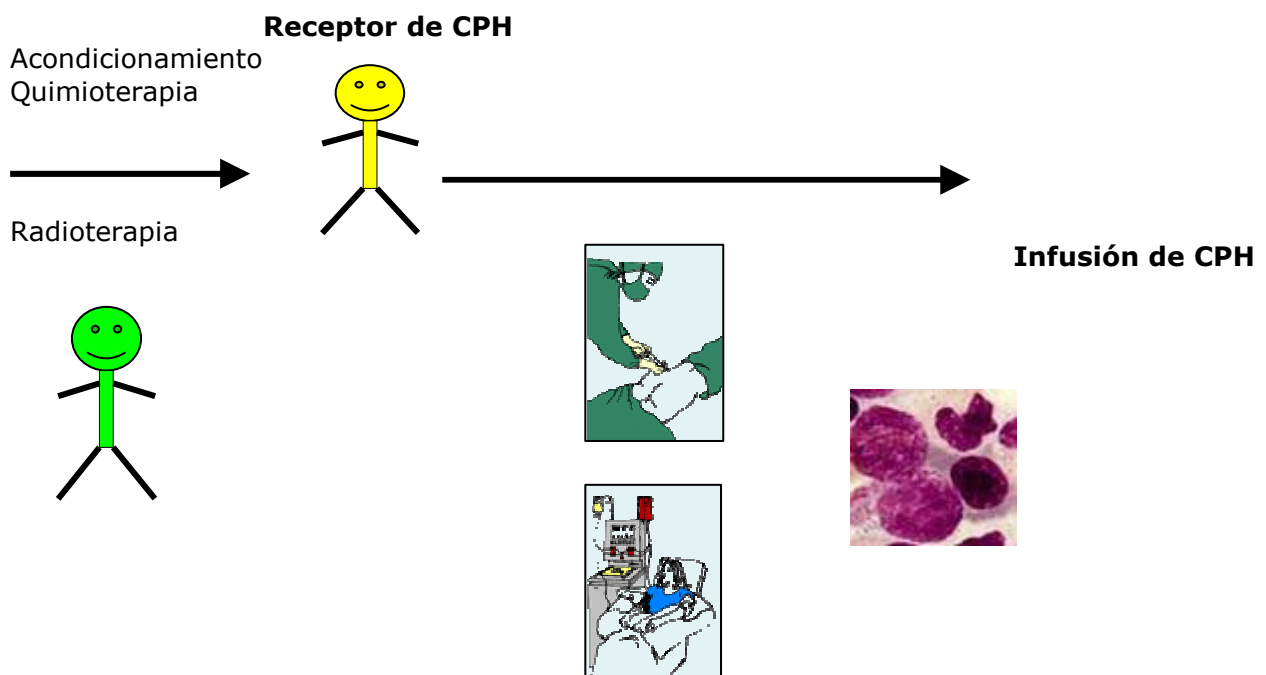 Receptor de CPH
Acondicionamiento
Quimioterapia
Radioterapia
Infusión de CPH